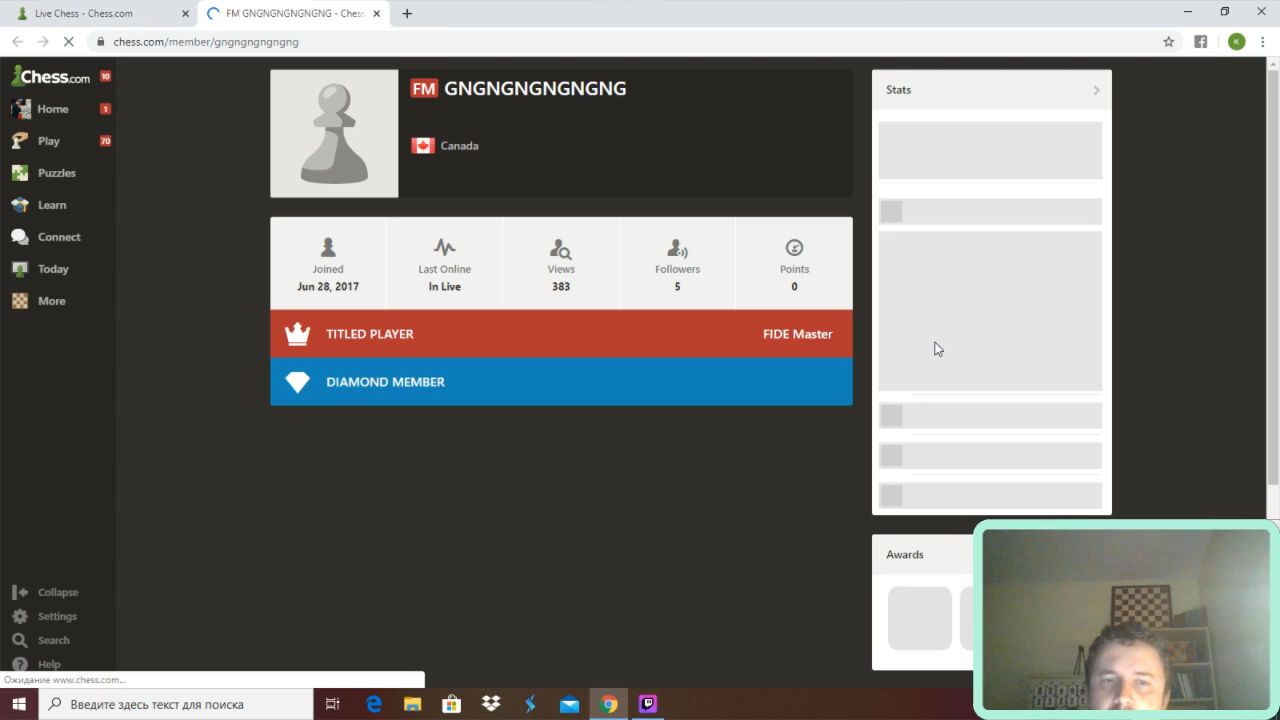 Live Chess - Chess.com
FM GNGNGNGNGNGNG - Chess
chess.com/member/gngngngngngng
K
Chess.com 10
Home 1
Play 70
Puzzles
Learn
Connect
Today
More
Collapse
Settings
Search
Help
FM GNGNGNGNGNGNG
Canada
Joined
Jun 28, 2017
Last Online
In Live
Views
383
Followers
5
Points
0
TITLED PLAYER FIDE Master
DIAMOND MEMBER
Stats
Awards
Ожидание www.chess.com...
Введите здесь текст для поиска